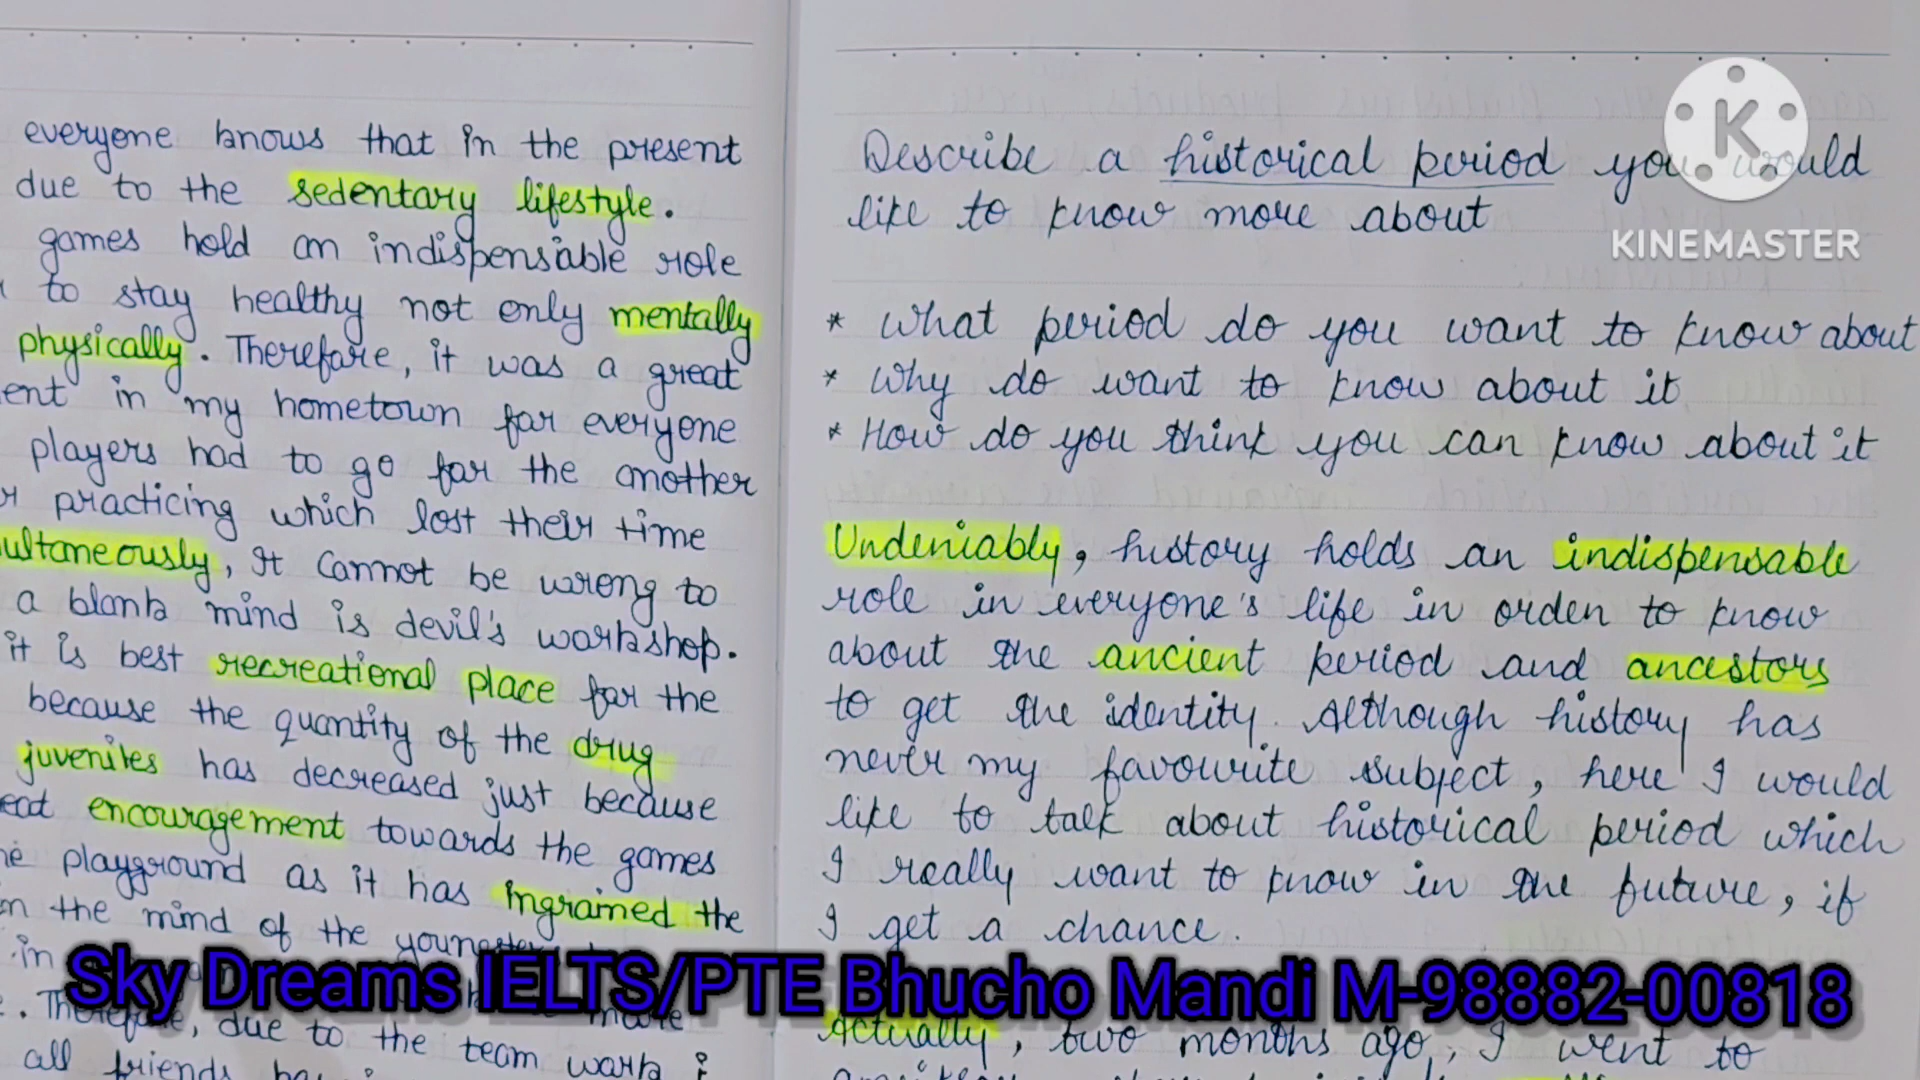 everyone knows that in the present
due to the sedentary lifestyle.
games hold an indispensable role
to stay healthy not only mentally
physically. Therefore, it was a great
ent in my hometown for everyone
players had to go for the another
r practicing which lost their time
ultaneously, It Cannot be wrong to
a blank mind is devil's workshop.
it is best recreational place for the
because the quantity of the drug
juveniles has decreased just because
eat encouragement towards the games
he playground as it has ingrained the
in the mind of the
in
more
. Therefore, due to the team work i
all friends
Describe a historical period you would
like to know more about
* What period do you want to know about
* Why do want to know about it
* How do you think you can know about it
Undeniably, history holds an indispensable
role in everyone's life in order to know
about the ancient period and ancestors
to get the identity. Although history has
never my favourite subject, here I would
like to talk about historical period which
I really want to know in the future, if
I get a chance.
Actually, two months ago, I went to
K
KINEMASTER
Sky Dreams IELTS/PTE Bhucho Mandi M-98882-00818